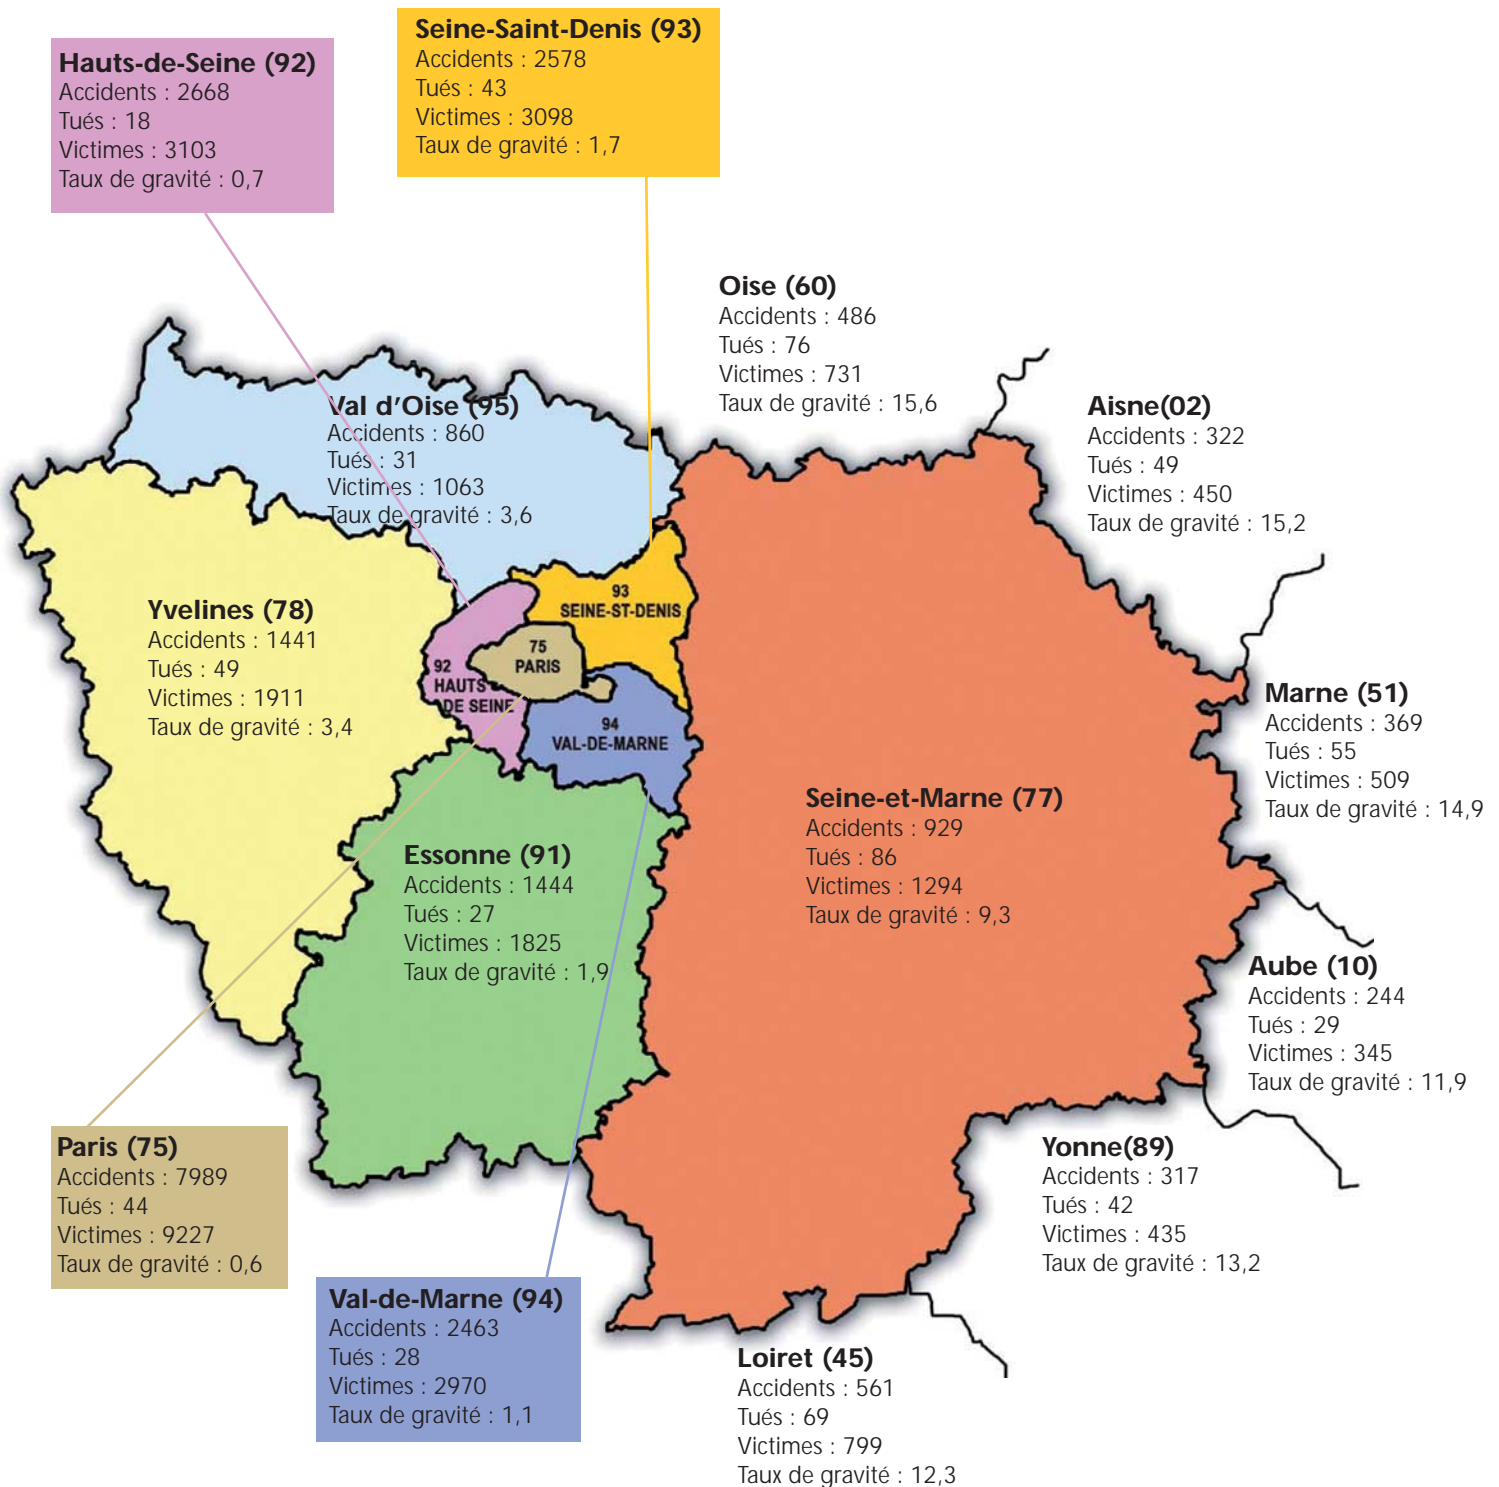 Hauts-de-Seine (92)
Accidents : 2668
Tués : 18
Victimes : 3103
Taux de gravité : 0,7
Seine-Saint-Denis (93)
Accidents : 2578
Tués : 43
Victimes : 3098
Taux de gravité : 1,7
Oise (60)
Accidents : 486
Tués : 76
Victimes : 731
Taux de gravité : 15,6
Val d'Oise (95)
Accidents : 860
Tués : 31
Victimes : 1063
Taux de gravité : 3,6
Aisne(02)
Accidents : 322
Tués : 49
Victimes : 450
Taux de gravité : 15,2
Yvelines (78)
Accidents : 1441
Tués : 49
Victimes : 1911
Taux de gravité : 3,4
93
SEINE-ST-DENIS
75
PARIS
92
HAUTS
DE SEINE
94
VAL-DE-MARNE
Marne (51)
Accidents : 369
Tués : 55
Victimes : 509
Taux de gravité : 14,9
Seine-et-Marne (77)
Accidents : 929
Tués : 86
Victimes : 1294
Taux de gravité : 9,3
Essonne (91)
Accidents : 1444
Tués : 27
Victimes : 1825
Taux de gravité : 1,9
Aube (10)
Accidents : 244
Tués : 29
Victimes : 345
Taux de gravité : 11,9
Paris (75)
Accidents : 7989
Tués : 44
Victimes : 9227
Taux de gravité : 0,6
Yonne(89)
Accidents : 317
Tués : 42
Victimes : 435
Taux de gravité : 13,2
Val-de-Marne (94)
Accidents : 2463
Tués : 28
Victimes : 2970
Taux de gravité : 1,1
Loiret (45)
Accidents : 561
Tués : 69
Victimes : 799
Taux de gravité : 12,3